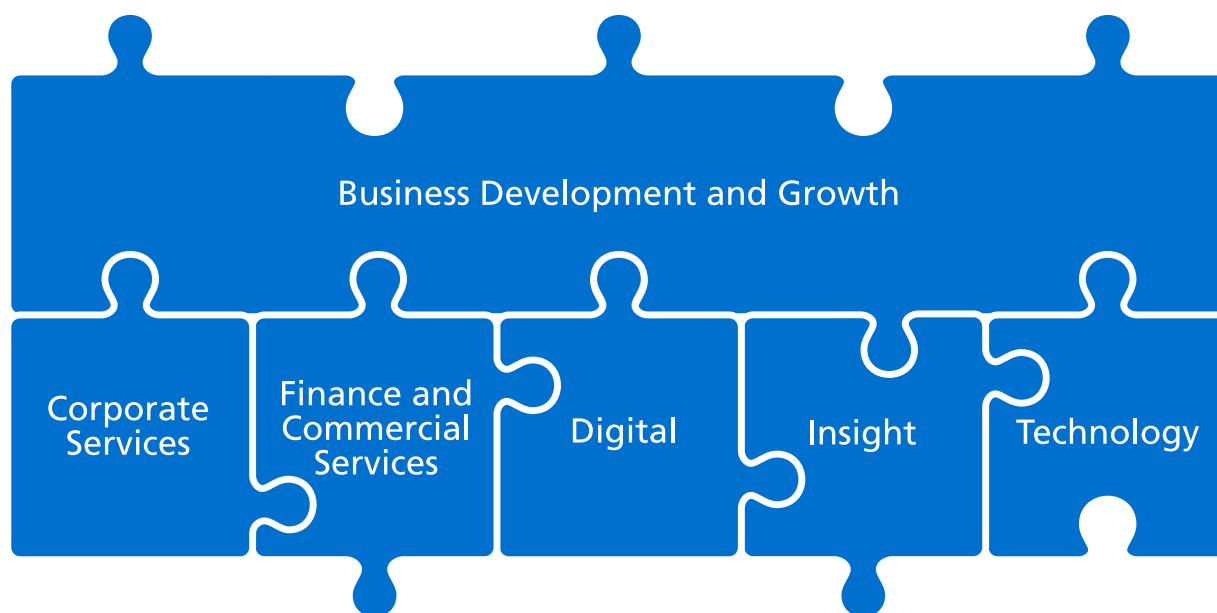 Business Development and Growth
Corporate
Services
Finance and
Commercial
Services
Digital
Insight
Technology